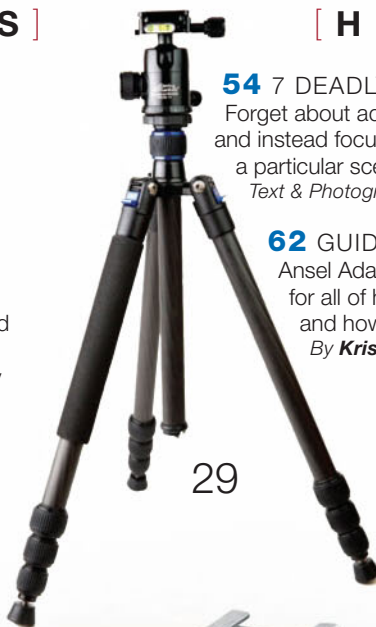 S ]
[ H
54 7 DEADL
Forget about ac
and instead focu
a particular sce
Text & Photogr
62 GUID
Ansel Ada
for all of h
and how
By Kris
d
29